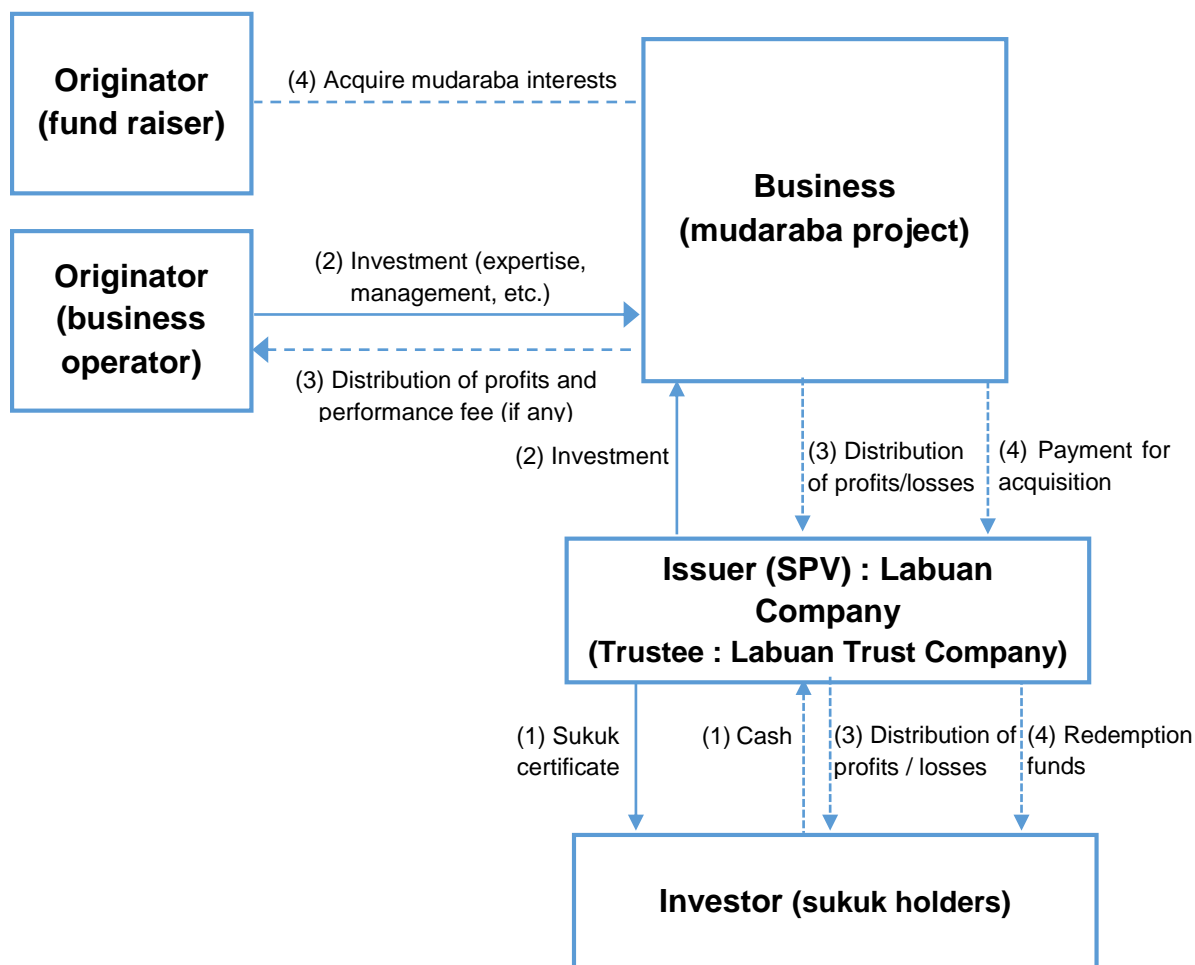 Originator
(fund raiser)
(4) Acquire mudaraba interests
Business
(mudaraba project)
Originator
(business
operator)
(2) Investment (expertise,
management, etc.)
(3) Distribution of profits and
performance fee (if any)
(2) Investment
(3) Distribution
of profits/losses
(4) Payment for
acquisition
Issuer (SPV) : Labuan
Company
(Trustee : Labuan Trust Company)
(1) Sukuk
certificate
(1) Cash
(3) Distribution of
profits / losses
(4) Redemption
funds
Investor (sukuk holders)